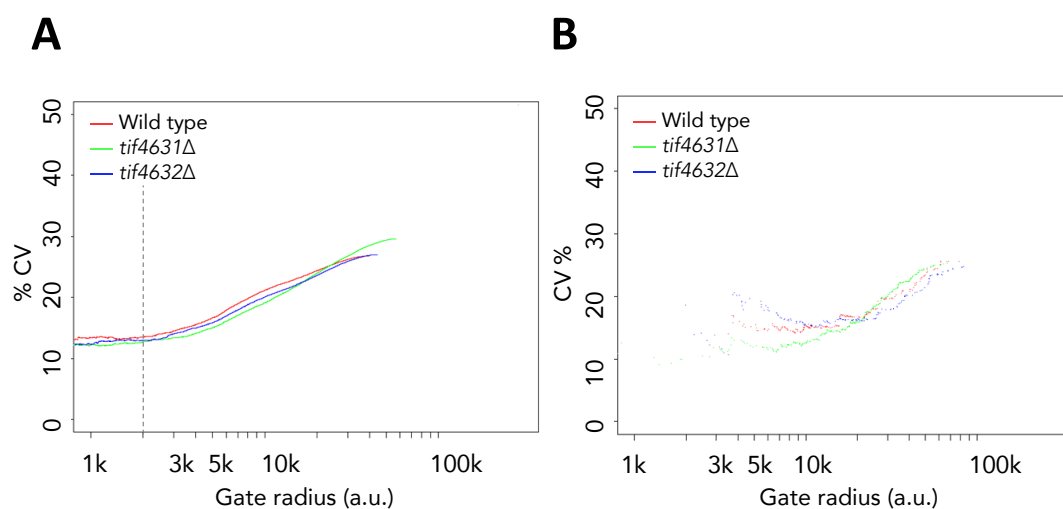 A
% CV
50
40
30
20
10
0
Wild type
tif4631Δ
tif4632Δ
1k 3k 5k 10k 100k
Gate radius (a.u.)
B
CV %
50
40
30
20
10
0
Wild type
tif4631Δ
tif4632Δ
1k 3k 5k 10k 100k
Gate radius (a.u.)